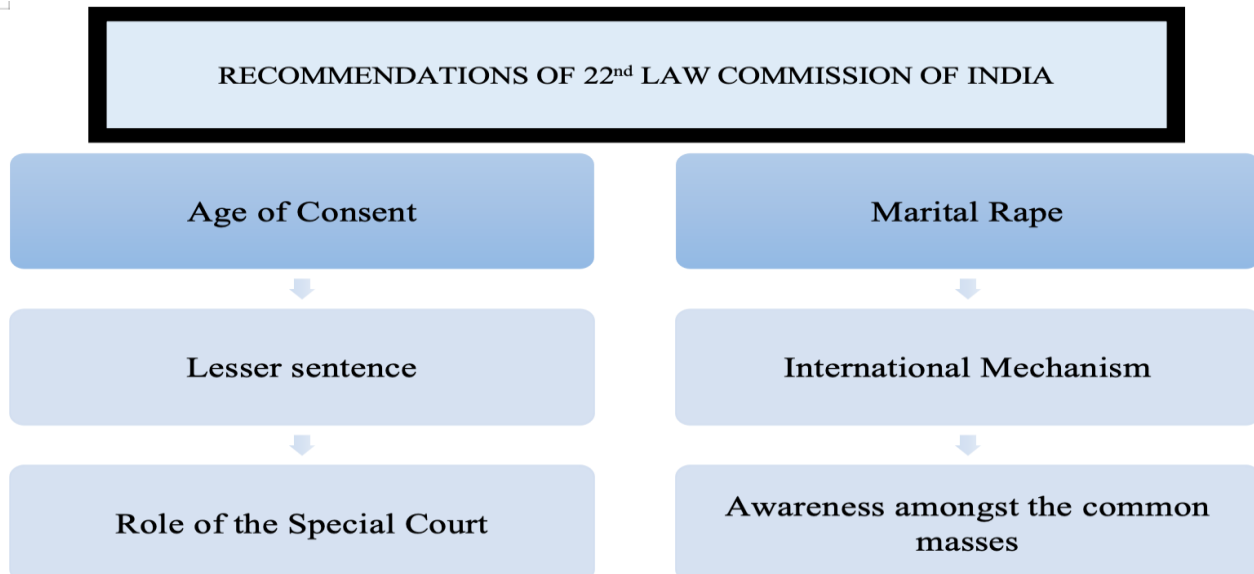 RECOMMENDATIONS OF 22nd LAW COMMISSION OF INDIA
Age of Consent
Marital Rape
Lesser sentence
International Mechanism
Role of the Special Court
Awareness amongst the common
masses